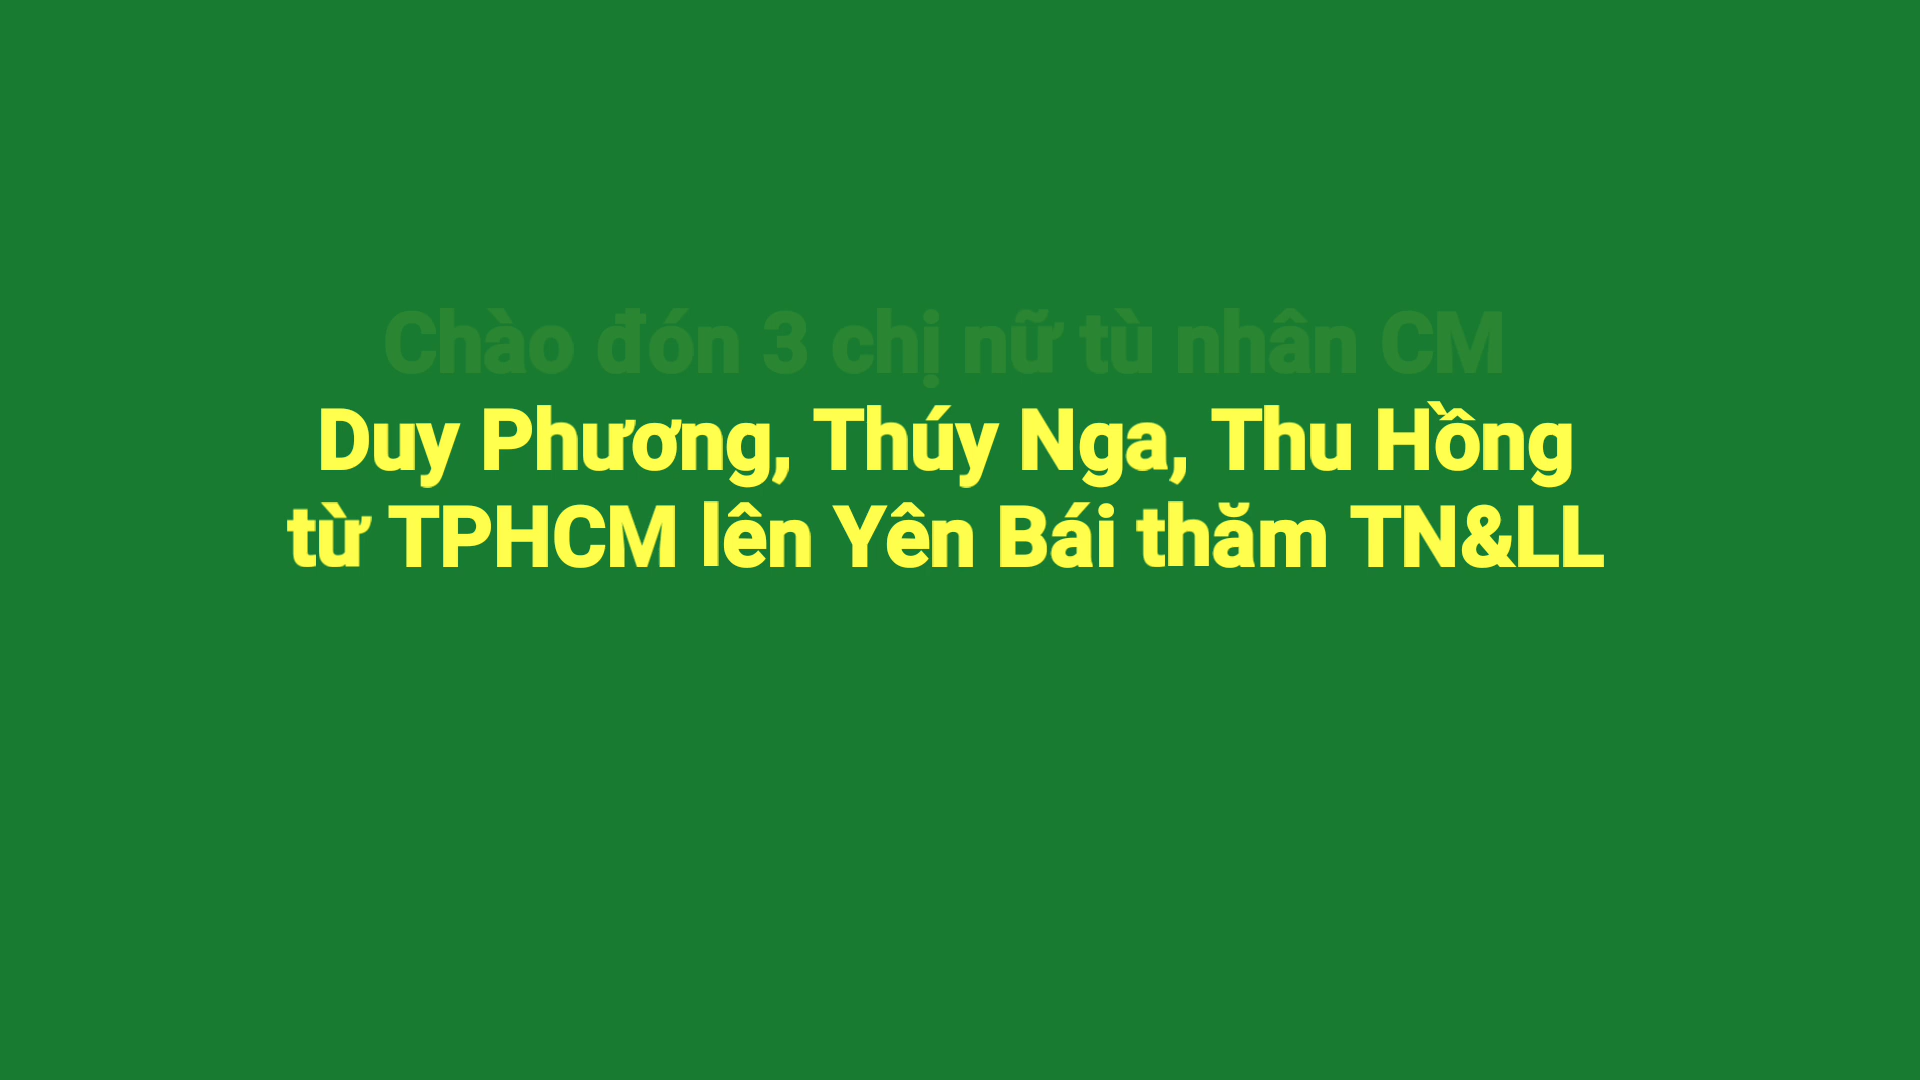 Chào đón 3 chị nữ tù nhân CM
Duy Phương, Thúy Nga, Thu Hồng
từ TPHCM lên Yên Bái thăm TN&LL